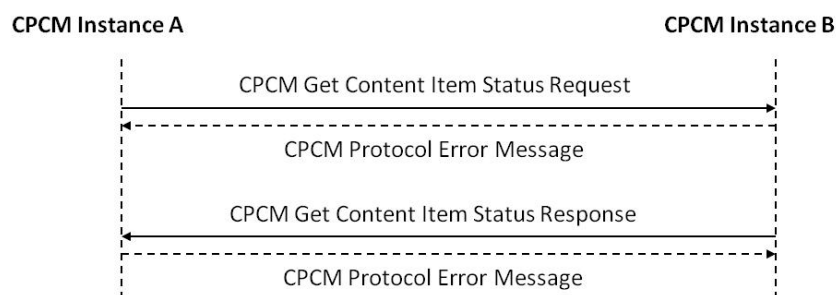 CPCM Instance A
CPCM Instance B
CPCM Get Content Item Status Request
CPCM Protocol Error Message
CPCM Get Content Item Status Response
CPCM Protocol Error Message